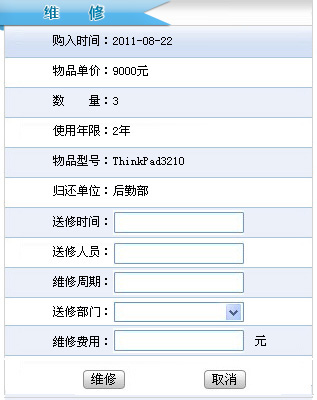 维 修
购入时间：2011-08-22
物品单价：9000元
数 量：3
使用年限：2年
物品型号：ThinkPad3210
归还单位：后勤部
送修时间：
送修人员：
维修周期：
送修部门：
维修费用： 元
维修 取消